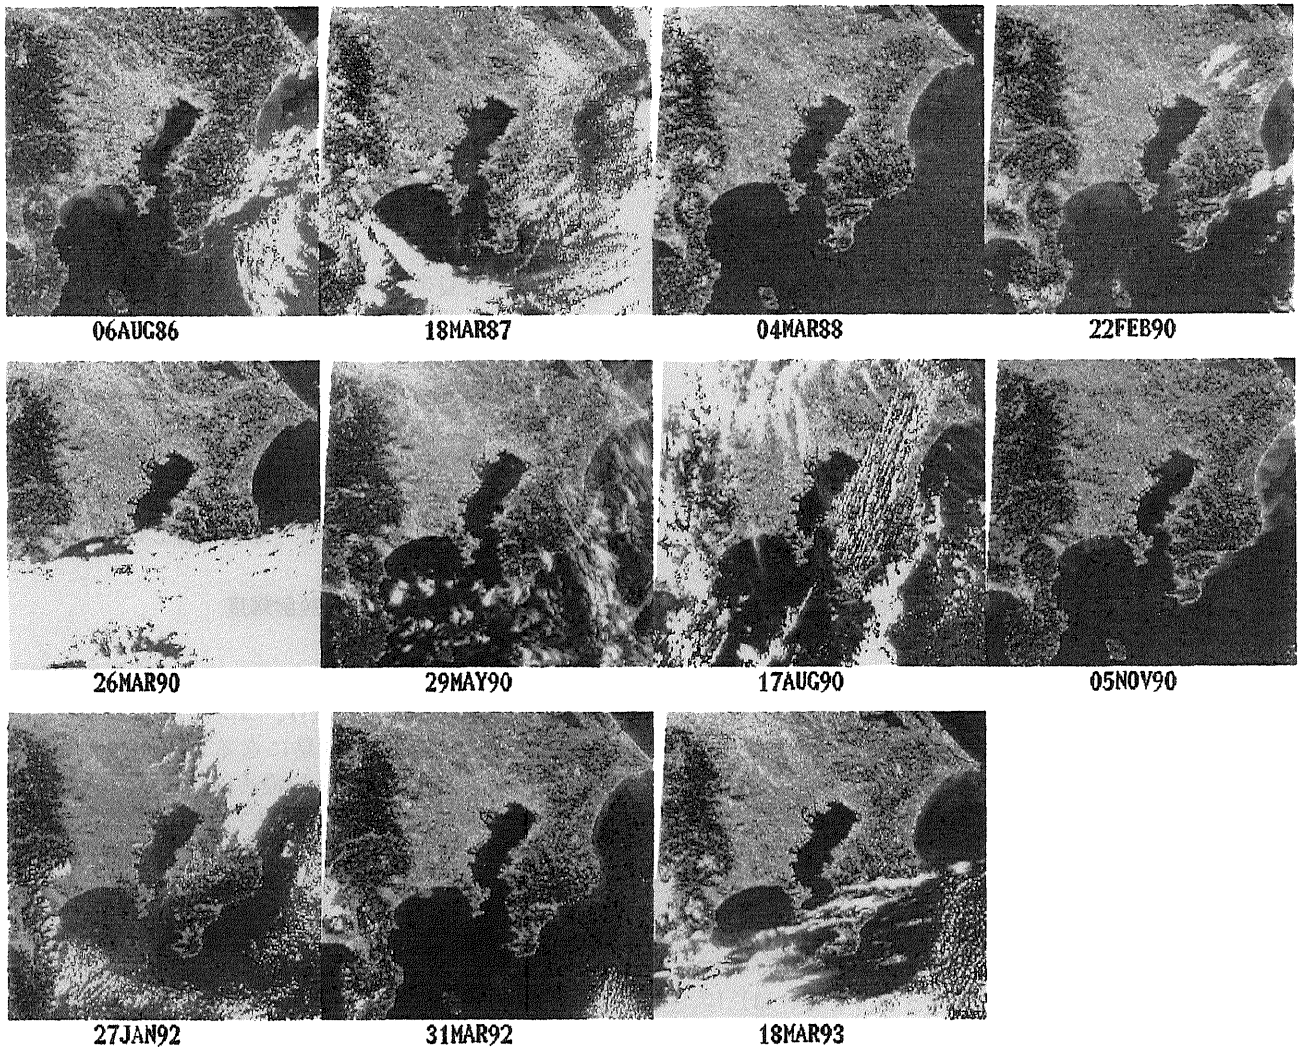 06AUG86 18MAR87 04MAR88 22FEB90
26MAR90 29MAY90 17AUG90 05NOV90
27JAN92 31MAR92 18MAR93